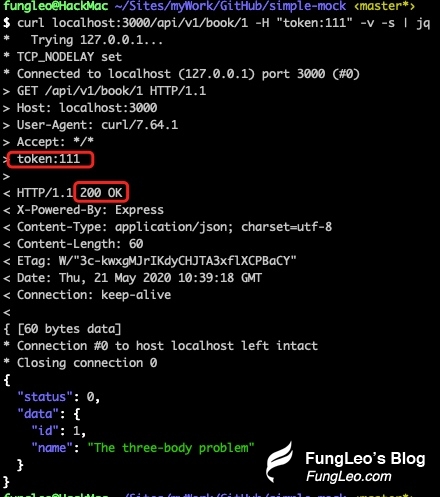 fungleo@HackMac ~/Sites/myWork/GitHub/simple-mock ‹master*›
$ curl localhost:3000/api/v1/book/1 -H "token:111" -v -s | jq
*   Trying 127.0.0.1...
* TCP_NODELAY set
* Connected to localhost (127.0.0.1) port 3000 (#0)
> GET /api/v1/book/1 HTTP/1.1
> Host: localhost:3000
> User-Agent: curl/7.64.1
> Accept: */*
> token:111
>
< HTTP/1.1 200 OK
< X-Powered-By: Express
< Content-Type: application/json; charset=utf-8
< Content-Length: 60
< ETag: W/"3c-kwxgMJrIKdyCHJTA3xflXCPBaCY"
< Date: Thu, 21 May 2020 10:39:18 GMT
< Connection: keep-alive
<
{ [60 bytes data]
* Connection #0 to host localhost left intact
* Closing connection 0
{
  "status": 0,
  "data": {
    "id": 1,
    "name": "The three-body problem"
  }
}
FungLeo's Blog
FungLeo.com
fungleo@HackMac ~/Sites/myWork/GitHub/simple-mock ‹master*›